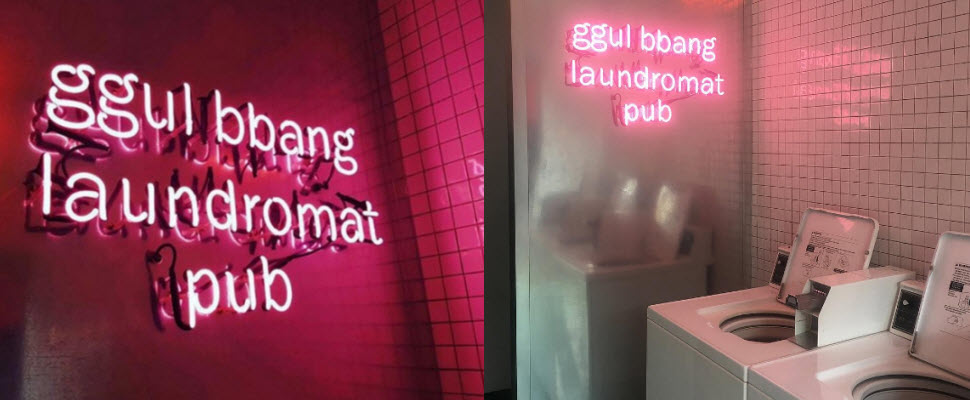 ggul bbang
laundromat
pub
ggul bbang
laundromat
pub